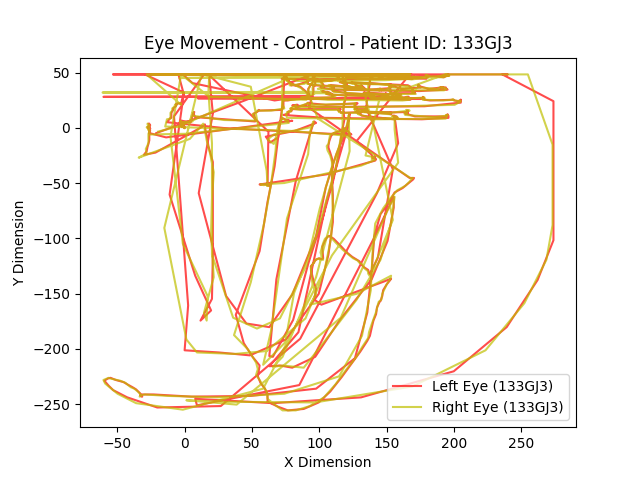 Eye Movement - Control - Patient ID: 133GJ3
50
0
−50
−100
−150
−200
−250
Y Dimension
−50
0
50
100
150
200
250
X Dimension
Left Eye (133GJ3)
Right Eye (133GJ3)